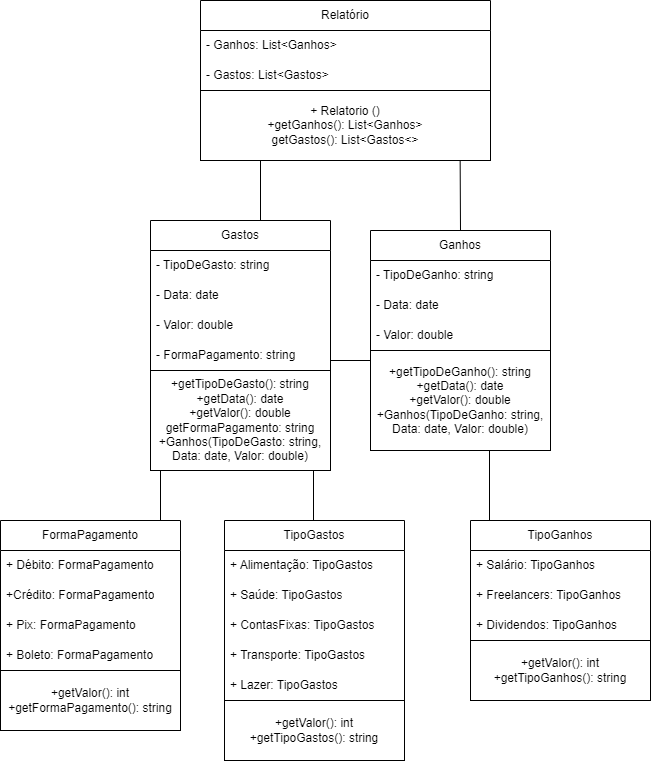 Relatório
- Ganhos: List<Ganhos>
- Gastos: List<Gastos>
+ Relatorio ()
+getGanhos(): List<Ganhos>
getGastos(): List<Gastos<>
Gastos
- TipoDeGasto: string
- Data: date
- Valor: double
- FormaPagamento: string
+getTipoDeGasto(): string
+getData(): date
+getValor(): double
getFormaPagamento: string
+Ganhos(TipoDeGasto: string,
Data: date, Valor: double)
Ganhos
- TipoDeGanho: string
- Data: date
- Valor: double
+getTipoDeGanho(): string
+getData(): date
+getValor(): double
+Ganhos(TipoDeGanho: string,
Data: date, Valor: double)
FormaPagamento
+ Débito: FormaPagamento
+Crédito: FormaPagamento
+ Pix: FormaPagamento
+ Boleto: FormaPagamento
+getValor(): int
+getFormaPagamento(): string
TipoGastos
+ Alimentação: TipoGastos
+ Saúde: TipoGastos
+ ContasFixas: TipoGastos
+ Transporte: TipoGastos
+ Lazer: TipoGastos
+getValor(): int
+getTipoGastos(): string
TipoGanhos
+ Salário: TipoGanhos
+ Freelancers: TipoGanhos
+ Dividendos: TipoGanhos
+getValor(): int
+getTipoGanhos(): string